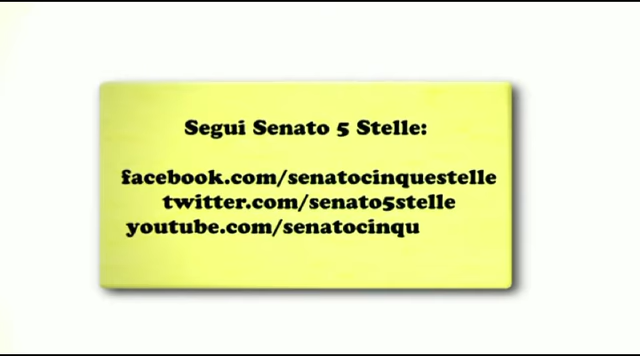 Segui Senato 5 Stelle:
facebook.com/senatocinquestelle
twitter.com/senato5stelle
youtube.com/senatocinqu